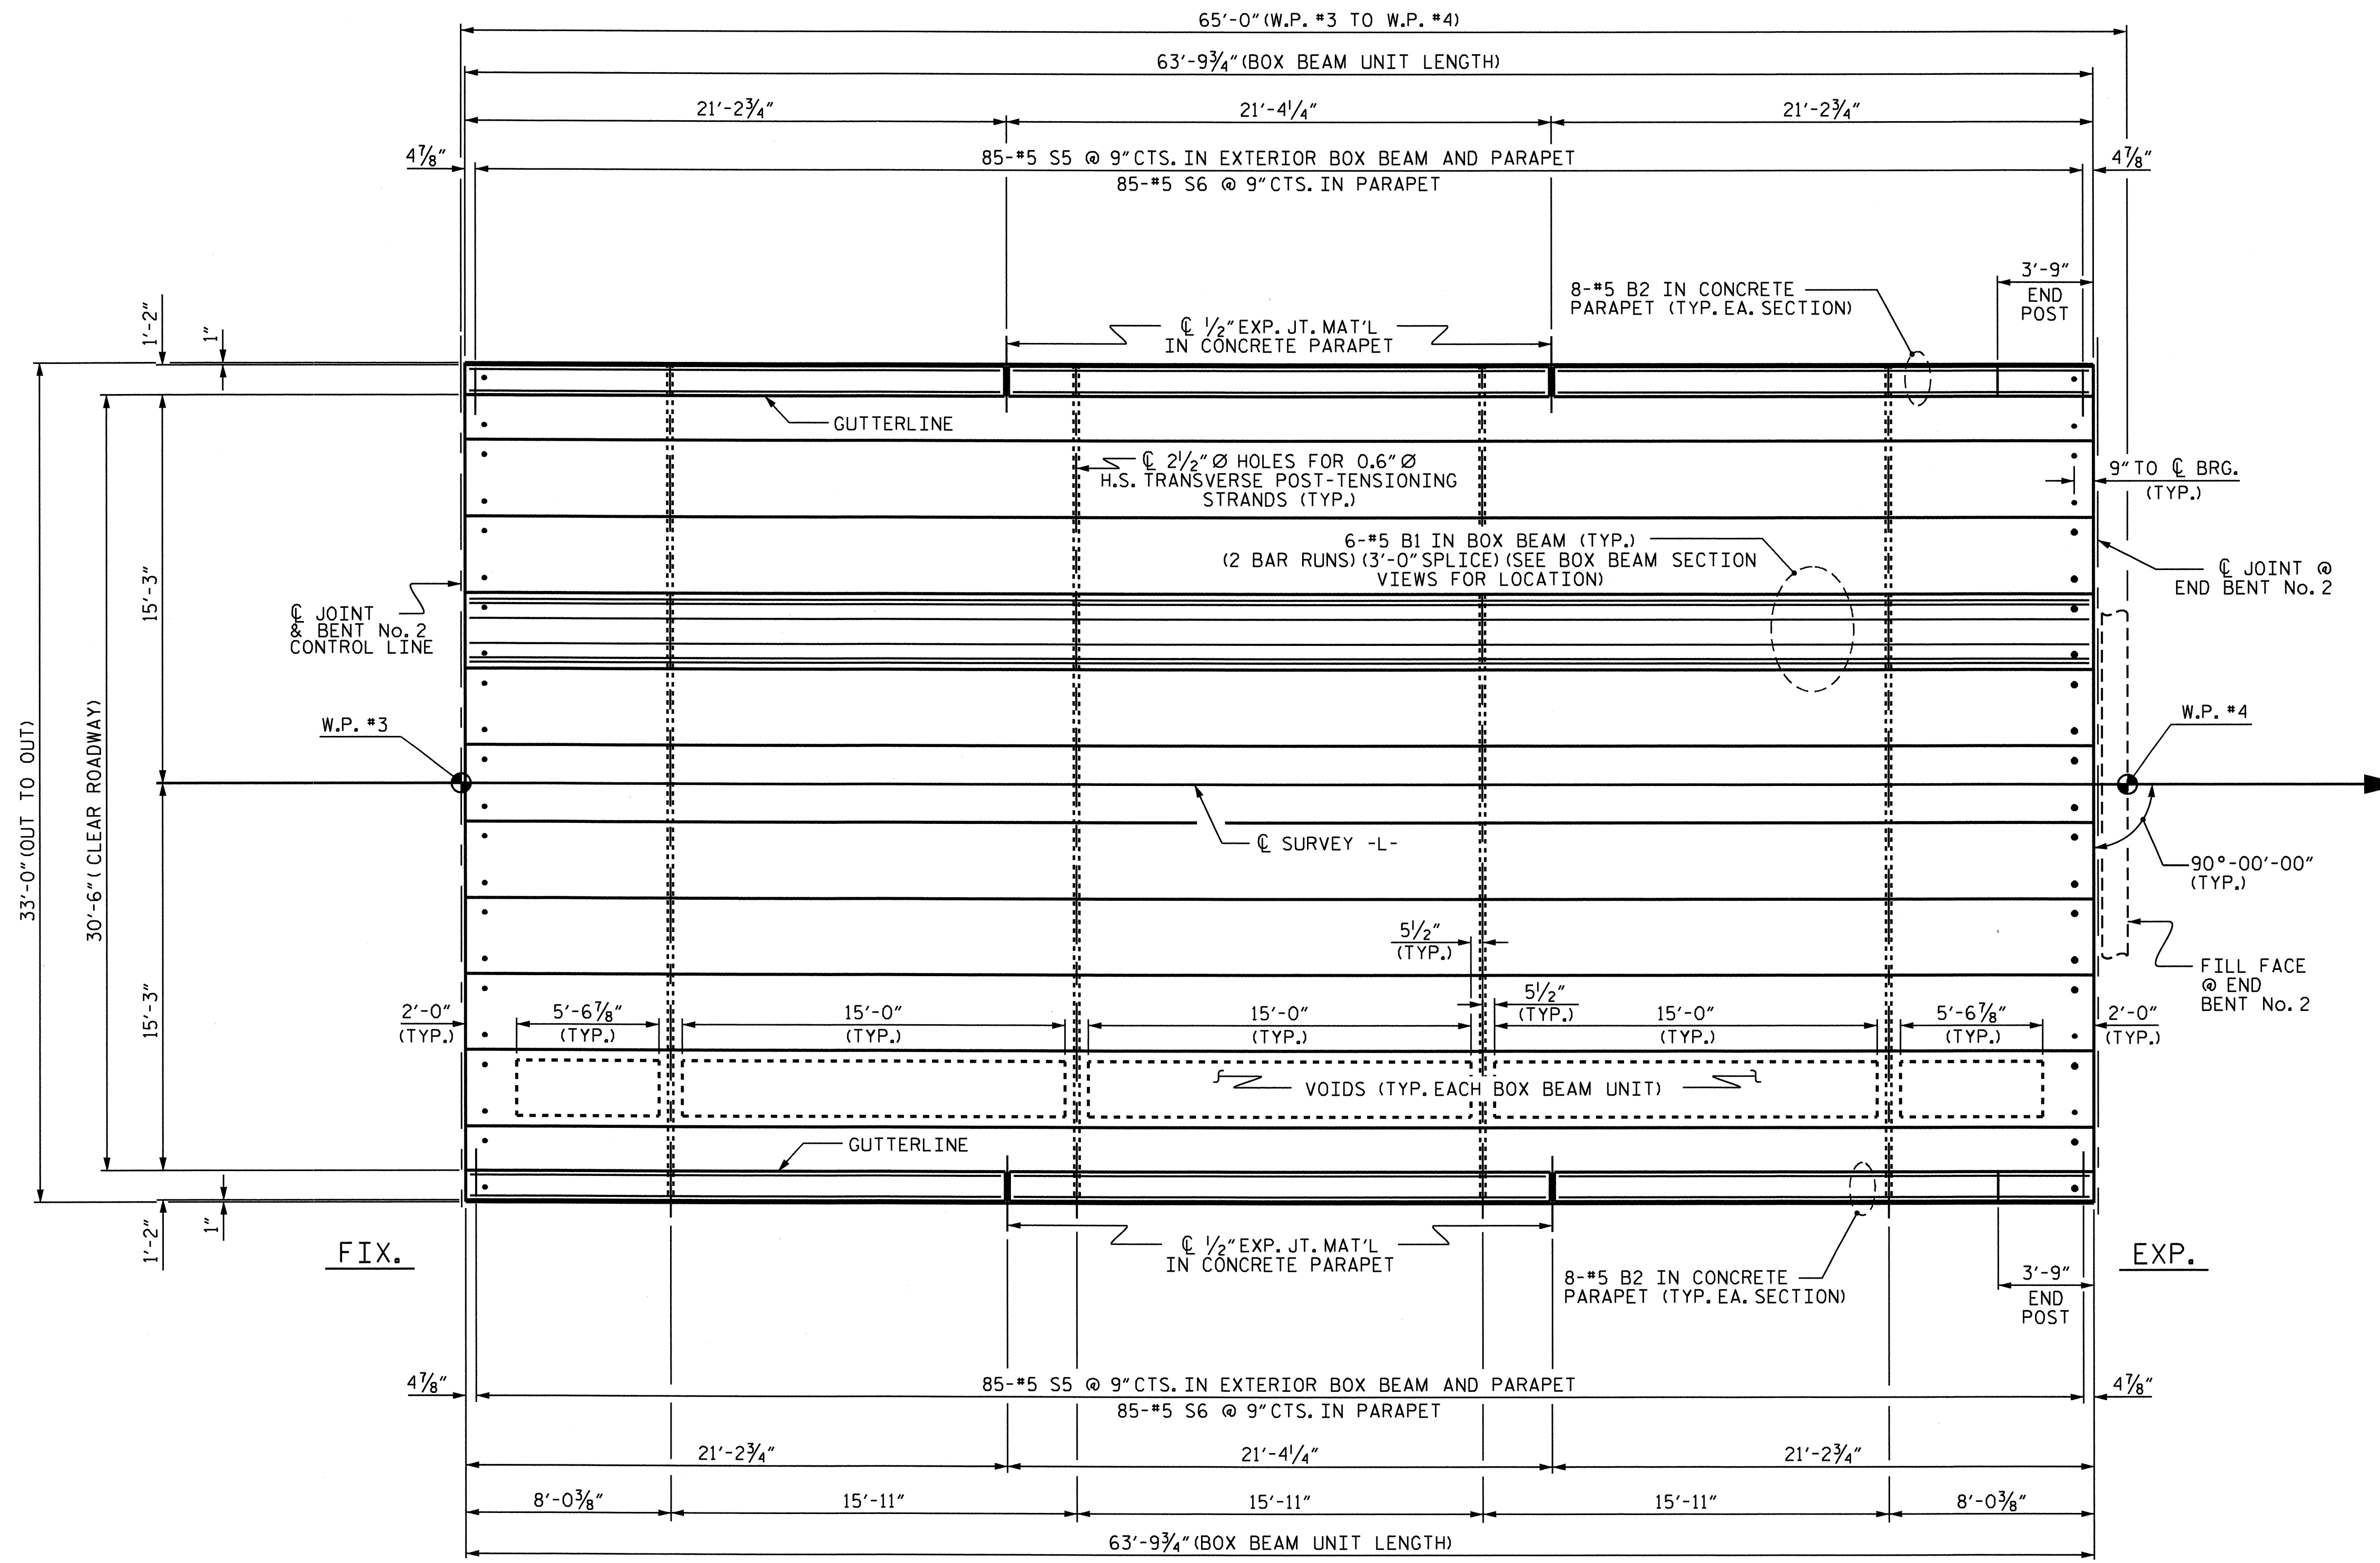 65'-0" (W.P. #3 TO W.P. #4)
63'-9¾" (BOX BEAM UNIT LENGTH)
21'-2¾"
21'-4¼"
21'-2¾"
4⅞"
85-#5 S5 @ 9" CTS. IN EXTERIOR BOX BEAM AND PARAPET
85-#5 S6 @ 9" CTS. IN PARAPET
4⅞"
1'-2"
1"
℄ ½" EXP. JT. MAT'L
IN CONCRETE PARAPET
8-#5 B2 IN CONCRETE
PARAPET (TYP. EA. SECTION)
3'-9"
END
POST
GUTTERLINE
℄ 2½" Ø HOLES FOR 0.6" Ø
H.S. TRANSVERSE POST-TENSIONING
STRANDS (TYP.)
9" TO ℄ BRG.
(TYP.)
6-#5 B1 IN BOX BEAM (TYP.)
(2 BAR RUNS) (3'-0" SPLICE) (SEE BOX BEAM SECTION
VIEWS FOR LOCATION)
℄ JOINT @
END BENT No. 2
15'-3"
℄ JOINT
& BENT No. 2
CONTROL LINE
33'-0" (OUT TO OUT)
30'-6" (CLEAR ROADWAY)
W.P. #3
W.P. #4
℄ SURVEY -L-
90°-00'-00"
(TYP.)
5½"
(TYP.)
FILL FACE
@ END
BENT No. 2
15'-3"
2'-0"
(TYP.)
5'-6⅞"
(TYP.)
15'-0"
(TYP.)
15'-0"
(TYP.)
5½"
(TYP.)
15'-0"
(TYP.)
5'-6⅞"
(TYP.)
2'-0"
(TYP.)
VOIDS (TYP. EACH BOX BEAM UNIT)
GUTTERLINE
1'-2"
1"
FIX.
℄ ½" EXP. JT. MAT'L
IN CONCRETE PARAPET
8-#5 B2 IN CONCRETE
PARAPET (TYP. EA. SECTION)
EXP.
3'-9"
END
POST
4⅞"
85-#5 S5 @ 9" CTS. IN EXTERIOR BOX BEAM AND PARAPET
85-#5 S6 @ 9" CTS. IN PARAPET
4⅞"
21'-2¾"
21'-4¼"
21'-2¾"
8'-0⅜"
15'-11"
15'-11"
15'-11"
8'-0⅜"
63'-9¾" (BOX BEAM UNIT LENGTH)